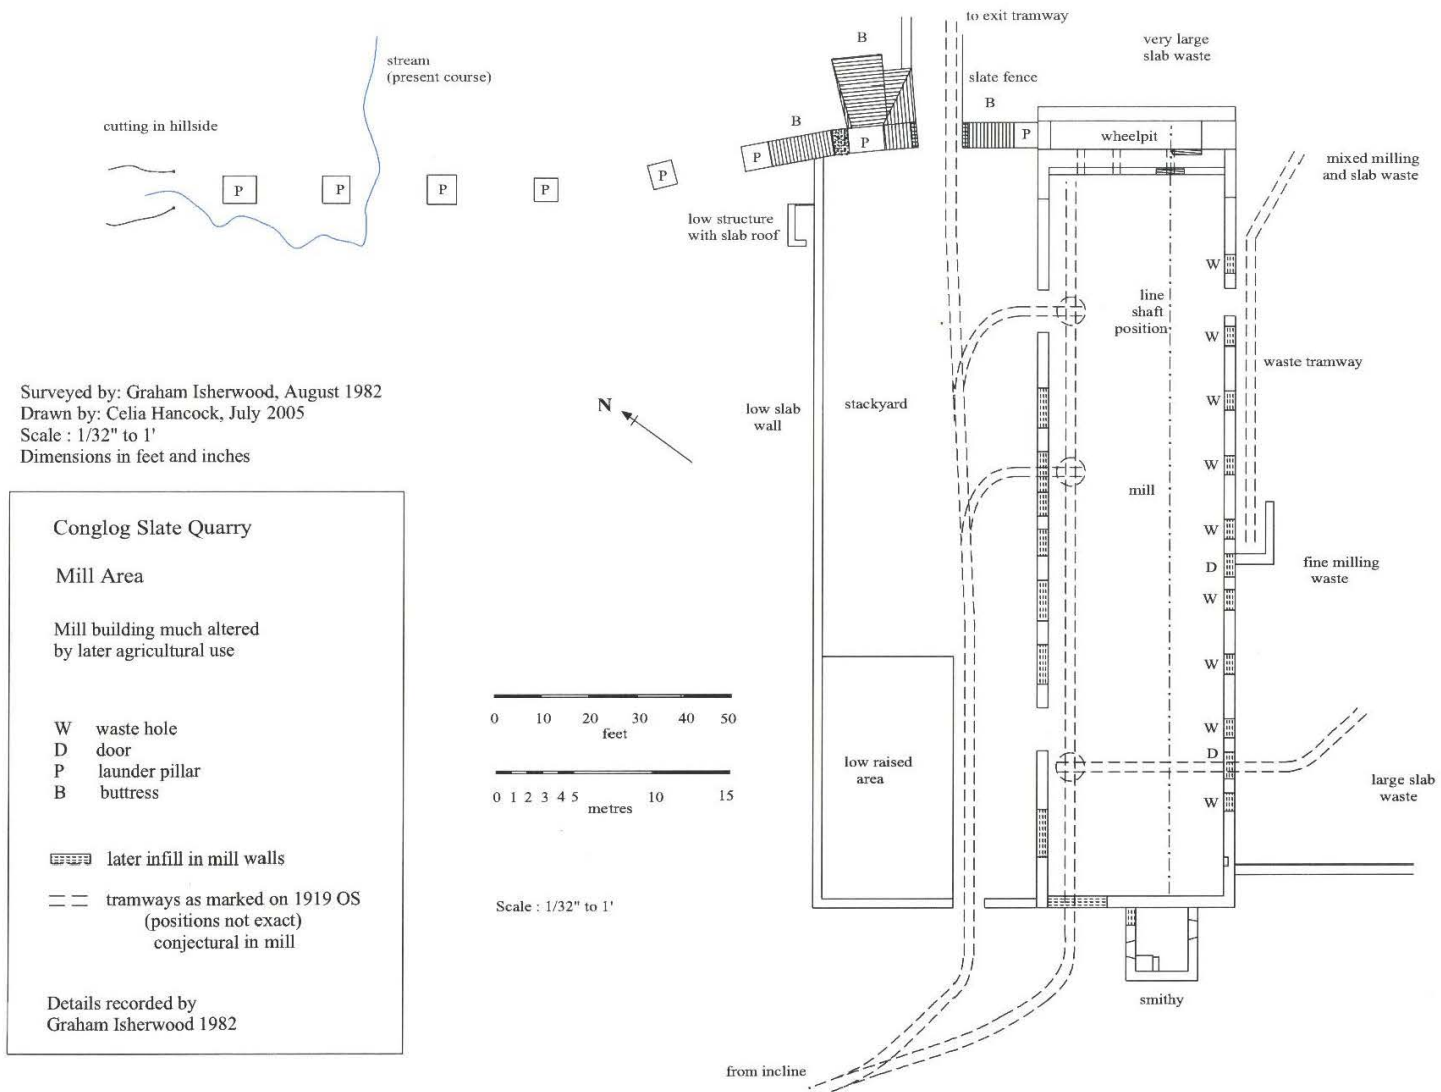 to exit tramway
B
very large
slab waste
stream
(present course)
slate fence
B
B
cutting in hillside
P
P
wheelpit
P
mixed milling
and slab waste
P
P
P
P
P
low structure
with slab roof
W
line
shaft
position
W
waste tramway
Surveyed by: Graham Isherwood, August 1982
Drawn by: Celia Hancock, July 2005
Scale : 1/32" to 1'
Dimensions in feet and inches
N
low slab
wall
stackyard
W
W
mill
Conglog Slate Quarry
Mill Area
Mill building much altered
by later agricultural use
W
D
fine milling
waste
W
W
W waste hole
D door
P launder pillar
B buttress
0 10 20 30 40 50
feet
W
D
low raised
area
large slab
waste
0 1 2 3 4 5 10 15
metres
W
later infill in mill walls
tramways as marked on 1919 OS
(positions not exact)
conjectural in mill
Scale : 1/32" to 1'
Details recorded by
Graham Isherwood 1982
smithy
from incline